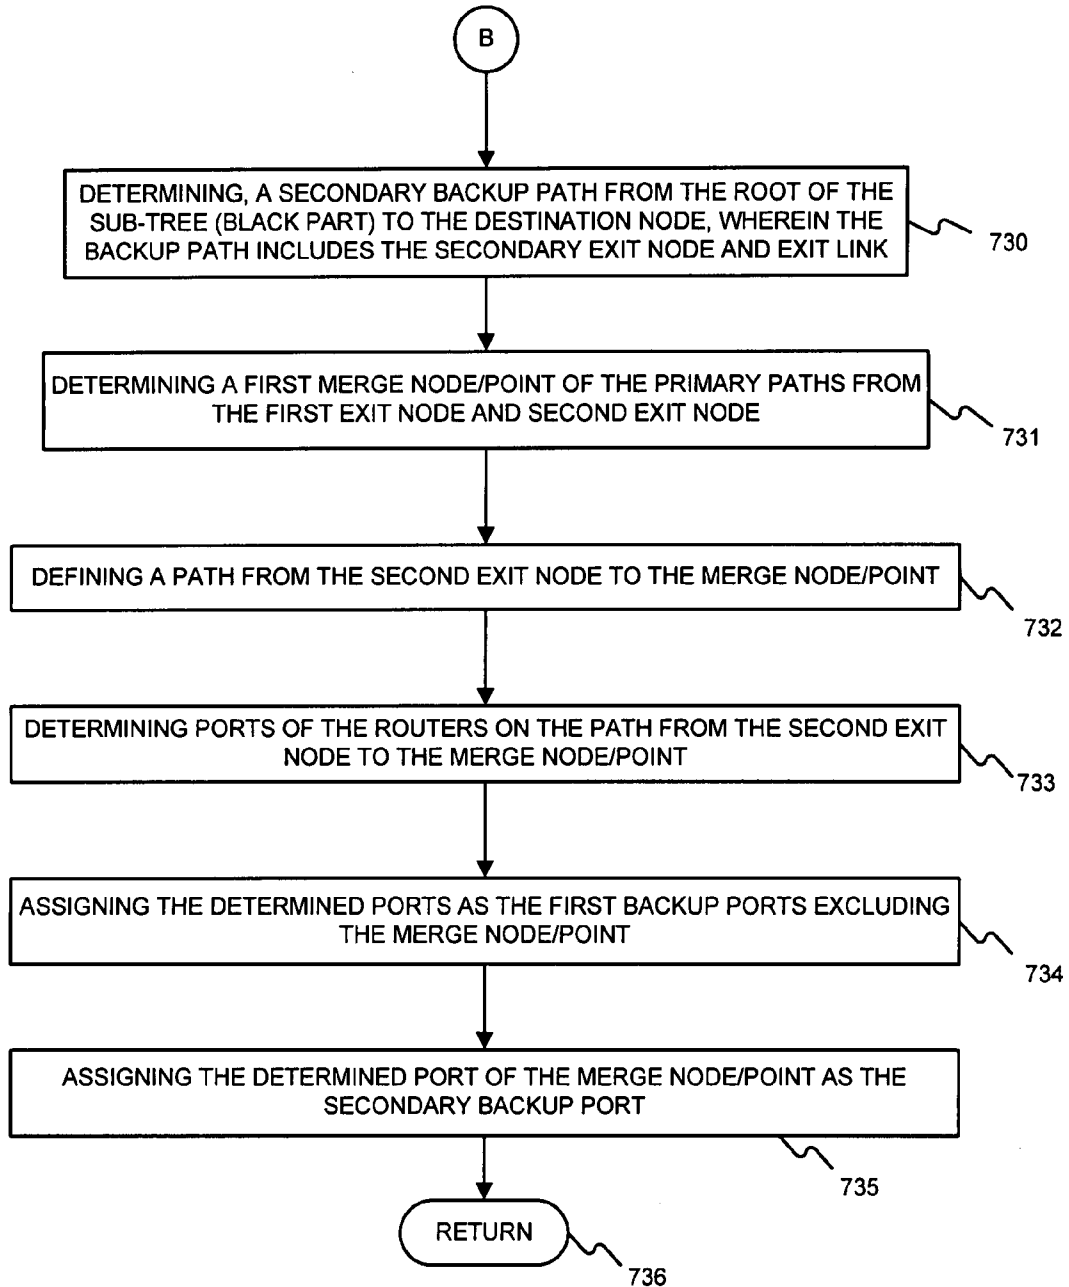 B
DETERMINING, A SECONDARY BACKUP PATH FROM THE ROOT OF THE
SUB-TREE (BLACK PART) TO THE DESTINATION NODE, WHEREIN THE
BACKUP PATH INCLUDES THE SECONDARY EXIT NODE AND EXIT LINK
730
DETERMINING A FIRST MERGE NODE/POINT OF THE PRIMARY PATHS FROM
THE FIRST EXIT NODE AND SECOND EXIT NODE
731
DEFINING A PATH FROM THE SECOND EXIT NODE TO THE MERGE NODE/POINT
732
DETERMINING PORTS OF THE ROUTERS ON THE PATH FROM THE SECOND EXIT
NODE TO THE MERGE NODE/POINT
733
ASSIGNING THE DETERMINED PORTS AS THE FIRST BACKUP PORTS EXCLUDING
THE MERGE NODE/POINT
734
ASSIGNING THE DETERMINED PORT OF THE MERGE NODE/POINT AS THE
SECONDARY BACKUP PORT
735
RETURN
736